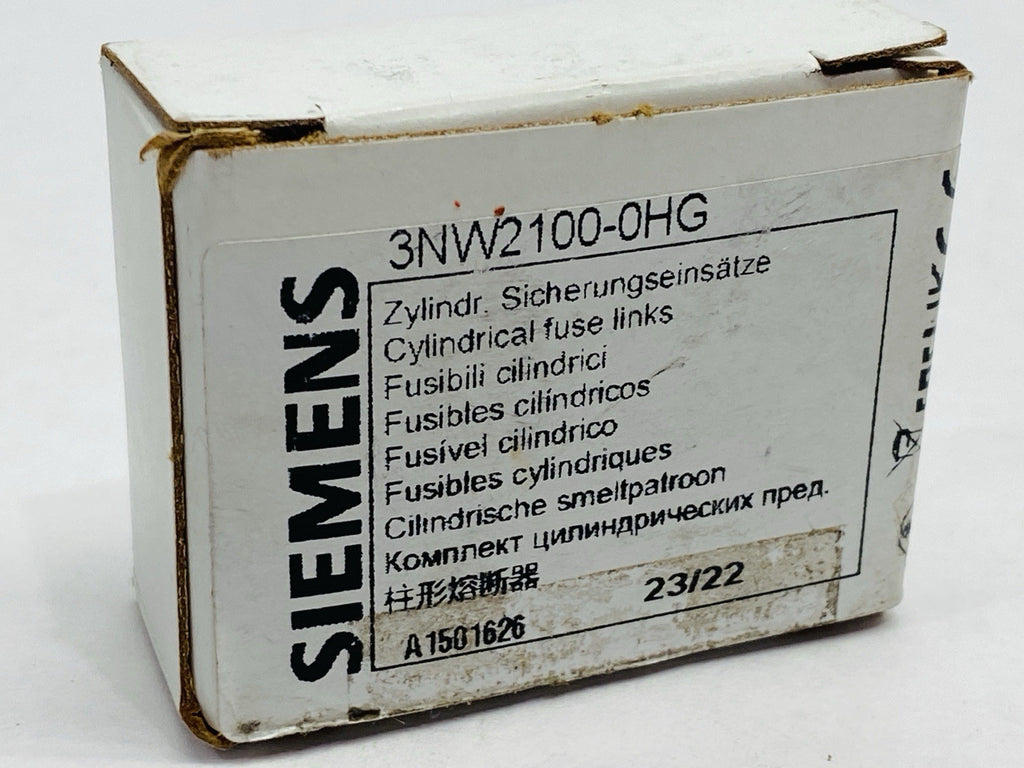 SIEMENS
3NW2100-0HG
Zylindr. Sicherungseinsätze
Cylindrical fuse links
Fusibili cilindrici
Fusibles cilíndricos
Fusível cilindrico
Fusibles cylindriques
Cilindrische smeltpatroon
Комплект цилиндрических пред.
柱形熔断器
23/22
A1501626